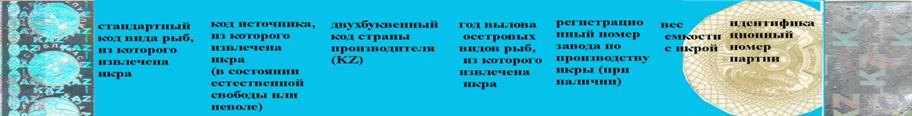 стандартный
код вида рыб,
из которого
извлечена
икра
код источника,
из которого
извлечена
икра
(в состоянии
естественной
свободы или
неволе)
двухбуквенный
код страны
производителя
(KZ)
год вылова
осетровых
видов рыб,
из которого
извлечена
икра
регистрацио
нный номер
завода по
производству
икры (при
наличии)
вес
емкости
с икрой
идентифика
ционный
номер
партии